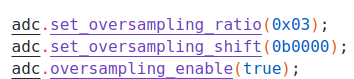 adc.set_oversampling_ratio(0x03);
adc.set_oversampling_shift(0b0000);
adc.oversampling_enable(true);